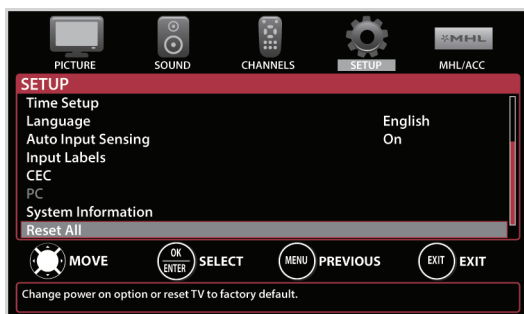 MHL
PICTURE SOUND CHANNELS SETUP MHL/ACC
SETUP
Time Setup
Language English
Auto Input Sensing On
Input Labels
CEC
PC
System Information
Reset All
MOVE OK ENTER SELECT MENU PREVIOUS EXIT EXIT
Change power on option or reset TV to factory default.